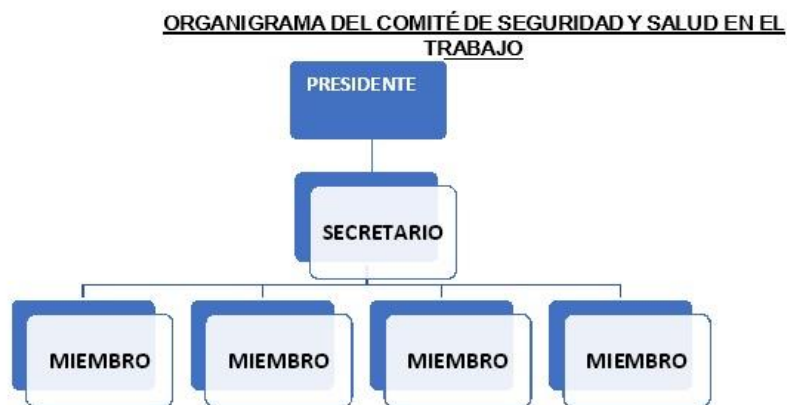 ORGANIGRAMA DEL COMITÉ DE SEGURIDAD Y SALUD EN EL
TRABAJO
PRESIDENTE
SECRETARIO
MIEMBRO
MIEMBRO
MIEMBRO
MIEMBRO